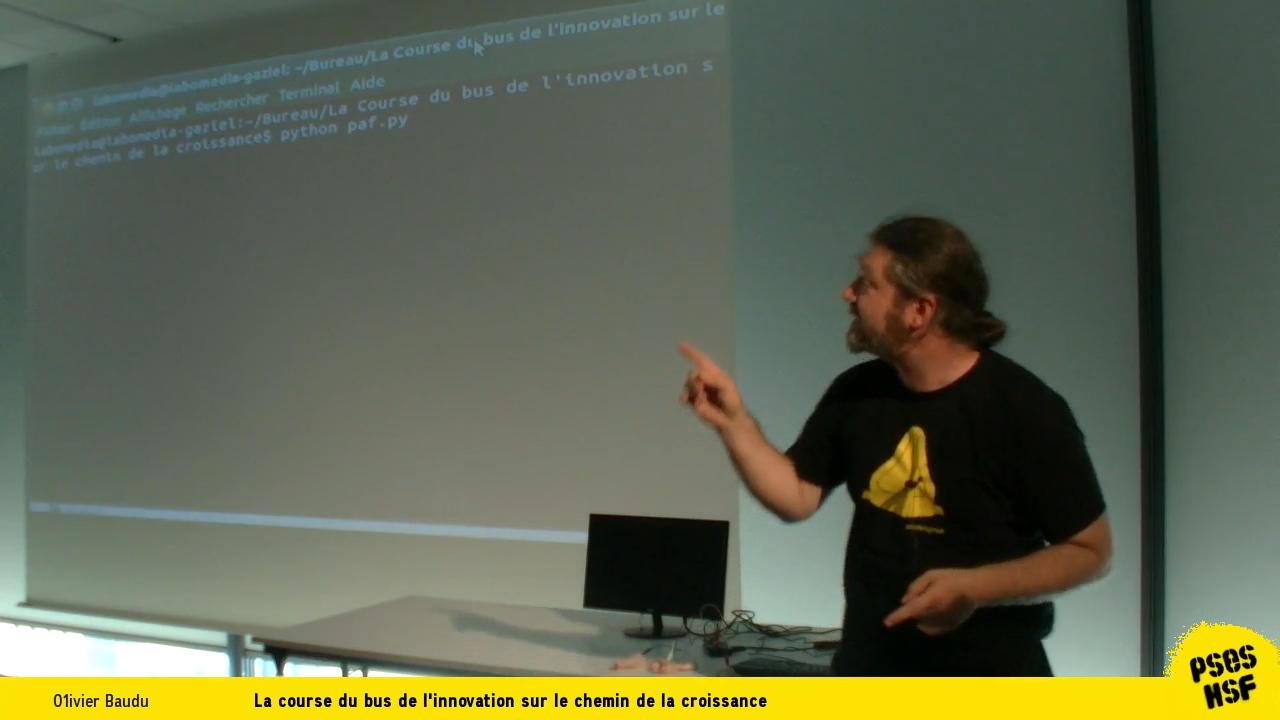 labomedia@labomedia-gaziel: ~/Bureau/La Course du bus de l'innovation sur le
Fichier Édition Affichage Rechercher Terminal Aide
labomedia@labomedia-gaziel:~/Bureau/La Course du bus de l'innovation s
ur le chemin de la croissance$ python paf.py
O1ivier Baudu La course du bus de l'innovation sur le chemin de la croissance
PSES
HSF